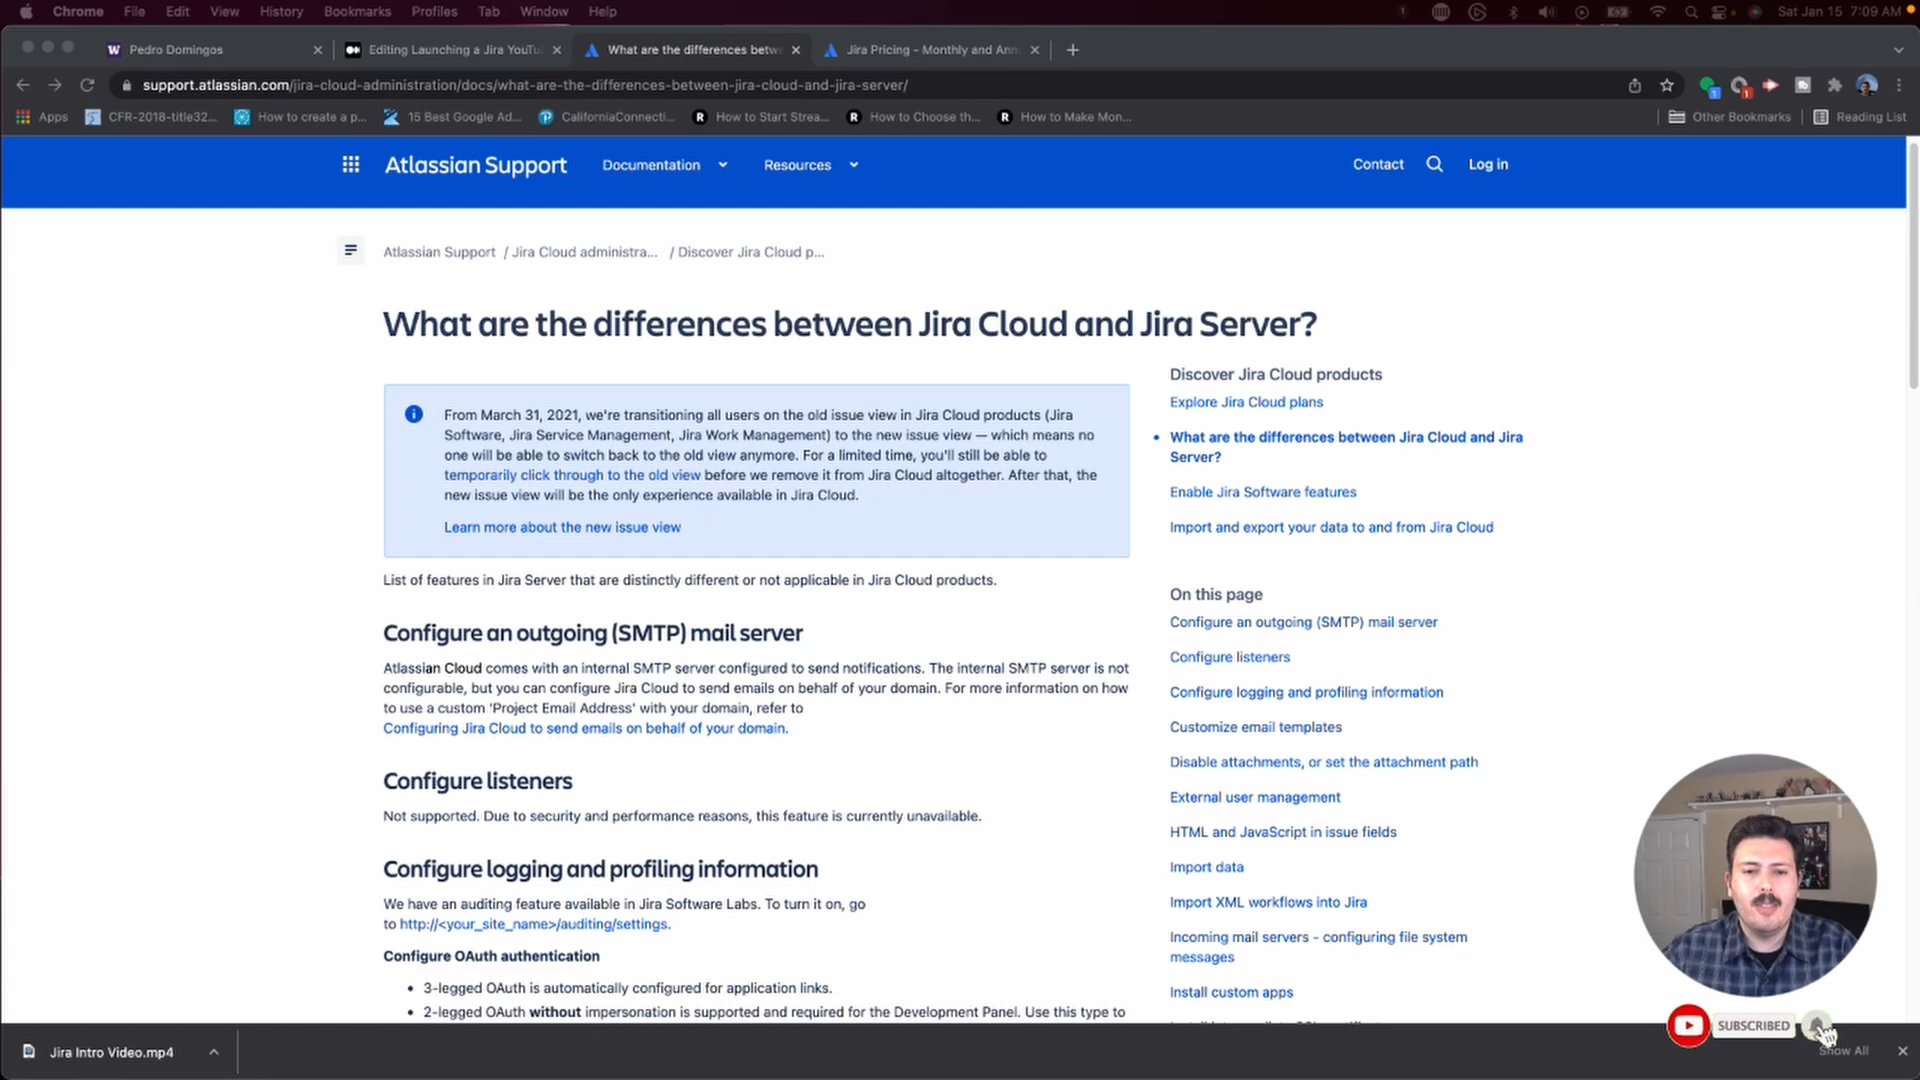 Chrome File Edit View History Bookmarks Profiles Tab Window Help
Sat Jan 15 7:09 AM
Pedro Domingos
Editing Launching a Jira YouTu
What are the differences betwe
Jira Pricing - Monthly and Ann
support.atlassian.com/jira-cloud-administration/docs/what-are-the-differences-between-jira-cloud-and-jira-server/
Apps
CFR-2018-title32...
How to create a p...
15 Best Google Ad...
CaliforniaConnecti...
How to Start Strea...
How to Choose th...
How to Make Mon...
Other Bookmarks
Reading List
Atlassian Support Documentation Resources Contact Log in
Atlassian Support / Jira Cloud administra... / Discover Jira Cloud p...
What are the differences between Jira Cloud and Jira Server?
From March 31, 2021, we're transitioning all users on the old issue view in Jira Cloud products (Jira
Software, Jira Service Management, Jira Work Management) to the new issue view — which means no
one will be able to switch back to the old view anymore. For a limited time, you'll still be able to
temporarily click through to the old view before we remove it from Jira Cloud altogether. After that, the
new issue view will be the only experience available in Jira Cloud.
Learn more about the new issue view
List of features in Jira Server that are distinctly different or not applicable in Jira Cloud products.
Configure an outgoing (SMTP) mail server
Atlassian Cloud comes with an internal SMTP server configured to send notifications. The internal SMTP server is not
configurable, but you can configure Jira Cloud to send emails on behalf of your domain. For more information on how
to use a custom 'Project Email Address' with your domain, refer to
Configuring Jira Cloud to send emails on behalf of your domain.
Configure listeners
Not supported. Due to security and performance reasons, this feature is currently unavailable.
Configure logging and profiling information
We have an auditing feature available in Jira Software Labs. To turn it on, go
to http://<your_site_name>/auditing/settings.
Configure OAuth authentication
• 3-legged OAuth is automatically configured for application links.
• 2-legged OAuth without impersonation is supported and required for the Development Panel. Use this type to
Discover Jira Cloud products
Explore Jira Cloud plans
• What are the differences between Jira Cloud and Jira
Server?
Enable Jira Software features
Import and export your data to and from Jira Cloud
On this page
Configure an outgoing (SMTP) mail server
Configure listeners
Configure logging and profiling information
Customize email templates
Disable attachments, or set the attachment path
External user management
HTML and JavaScript in issue fields
Import data
Import XML workflows into Jira
Incoming mail servers - configuring file system
messages
Install custom apps
SUBSCRIBED
Jira Intro Video.mp4
Show All